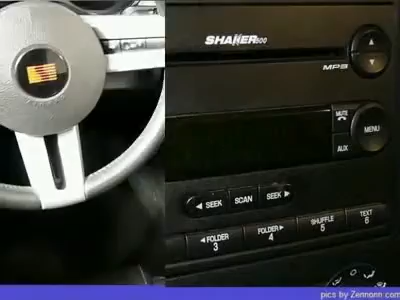 SHAKER500
MP3
MUTE
MENU
AUX
SEEK SCAN SEEK
FOLDER FOLDER SHUFFLE TEXT
3 4 5 6
pics by Zenmonn.com